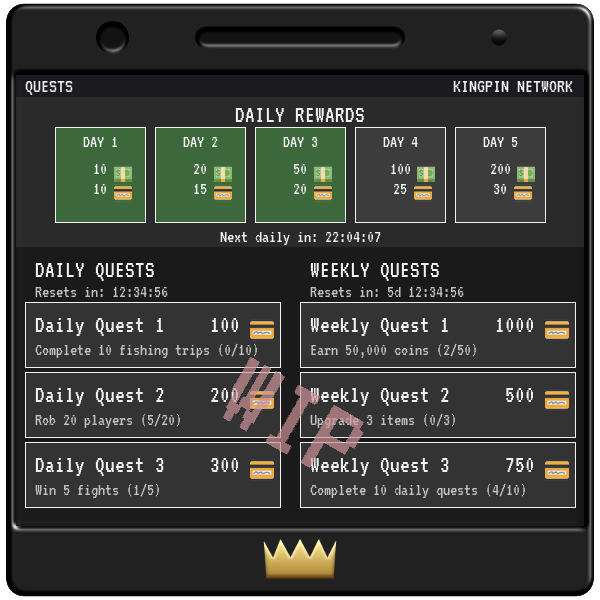 QUESTS KINGPIN NETWORK
DAILY REWARDS
DAY 1 DAY 2 DAY 3 DAY 4 DAY 5
10 20 50 100 200
10 15 20 25 30
Next daily in: 22:04:07
DAILY QUESTS
Resets in: 12:34:56
Daily Quest 1 100
Complete 10 fishing trips (0/10)
Daily Quest 2 200
Rob 20 players (5/20)
Daily Quest 3 300
Win 5 fights (1/5)
WEEKLY QUESTS
Resets in: 5d 12:34:56
Weekly Quest 1 1000
Earn 50,000 coins (2/50)
Weekly Quest 2 500
Upgrade 3 items (0/3)
Weekly Quest 3 750
Complete 10 daily quests (4/10)
WIP